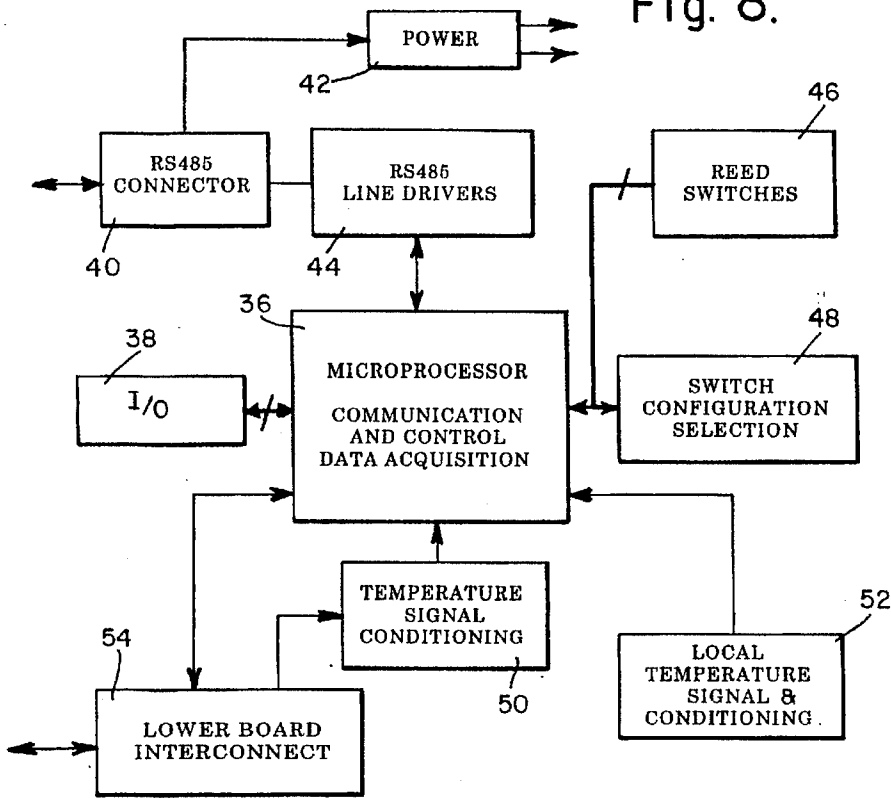 Fig. 8.
POWER
42
46
RS485
CONNECTOR
RS485
LINE DRIVERS
REED
SWITCHES
40
44
36
38
48
I/O
MICROPROCESSOR
COMMUNICATION
AND CONTROL
DATA ACQUISITION
SWITCH
CONFIGURATION
SELECTION
TEMPERATURE
SIGNAL
CONDITIONING
52
54
50
LOCAL
TEMPERATURE
SIGNAL &
CONDITIONING
LOWER BOARD
INTERCONNECT